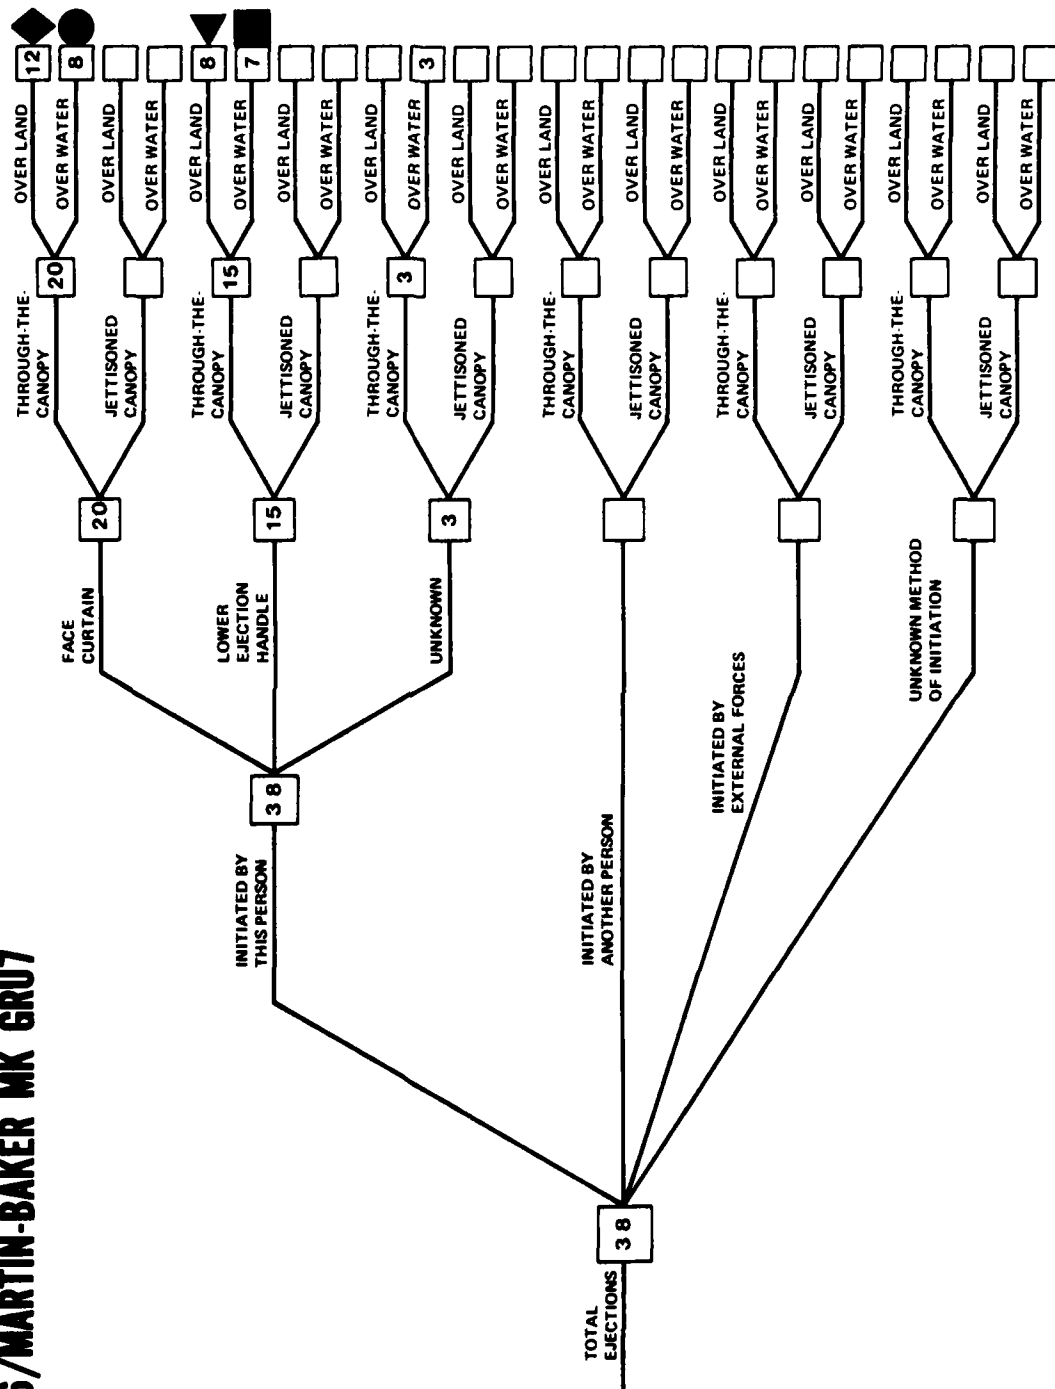 6/MARTIN-BAKER MK GRU7
TOTAL
EJECTIONS
38
INITIATED BY
THIS PERSON
38
INITIATED BY
ANOTHER PERSON
INITIATED BY
EXTERNAL FORCES
UNKNOWN METHOD
OF INITIATION
FACE
CURTAIN
20
LOWER
EJECTION
HANDLE
15
UNKNOWN
3
THROUGH-THE-
CANOPY
20
JETTISONED
CANOPY
THROUGH-THE-
CANOPY
15
JETTISONED
CANOPY
THROUGH-THE-
CANOPY
3
JETTISONED
CANOPY
THROUGH-THE-
CANOPY
JETTISONED
CANOPY
THROUGH-THE-
CANOPY
JETTISONED
CANOPY
THROUGH-THE-
CANOPY
JETTISONED
CANOPY
OVER LAND 12
OVER WATER 8
OVER LAND
OVER WATER
OVER LAND 8
OVER WATER 7
OVER LAND
OVER WATER
OVER LAND
OVER WATER 3
OVER LAND
OVER WATER
OVER LAND
OVER WATER
OVER LAND
OVER WATER
OVER LAND
OVER WATER
OVER LAND
OVER WATER
OVER LAND
OVER WATER
OVER LAND
OVER WATER